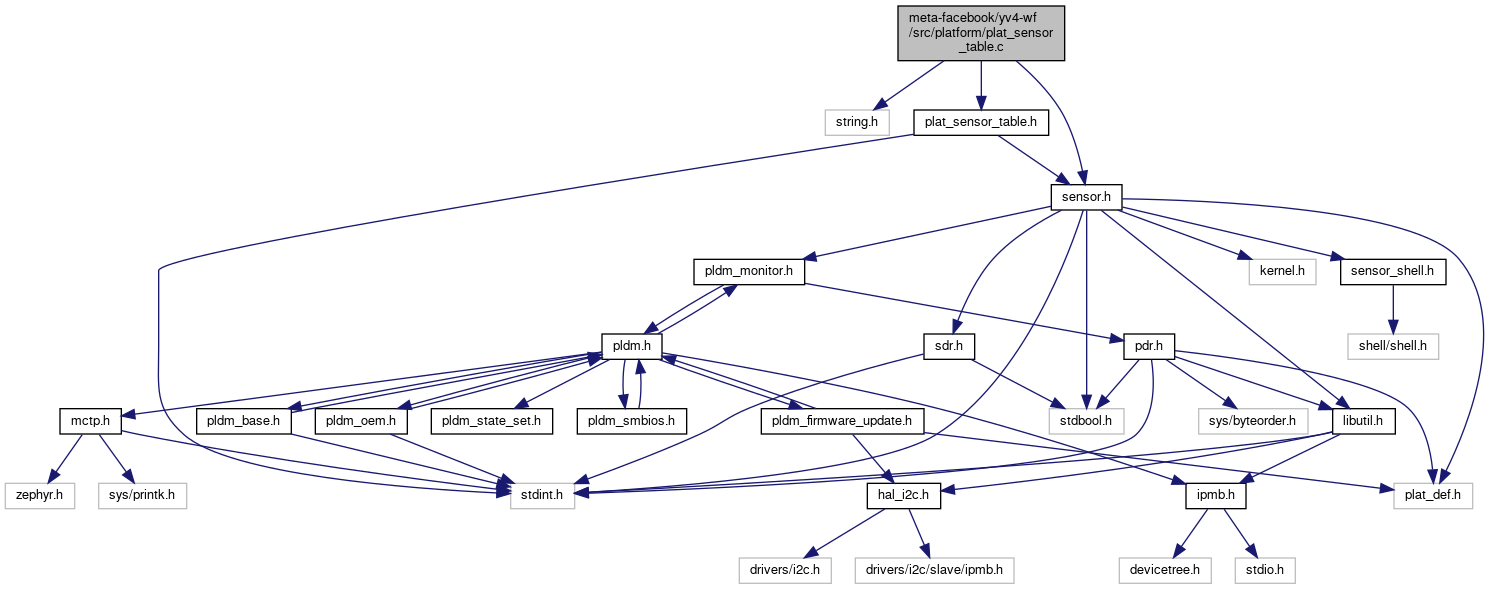 meta-facebook/yv4-wf
/src/platform/plat_sensor
_table.c
string.h
plat_sensor_table.h
sensor.h
pldm_monitor.h
kernel.h
sensor_shell.h
pldm.h
sdr.h
pdr.h
shell/shell.h
mctp.h
pldm_base.h
pldm_oem.h
pldm_state_set.h
pldm_smbios.h
pldm_firmware_update.h
stdbool.h
sys/byteorder.h
libutil.h
zephyr.h
sys/printk.h
stdint.h
hal_i2c.h
ipmb.h
plat_def.h
drivers/i2c.h
drivers/i2c/slave/ipmb.h
devicetree.h
stdio.h